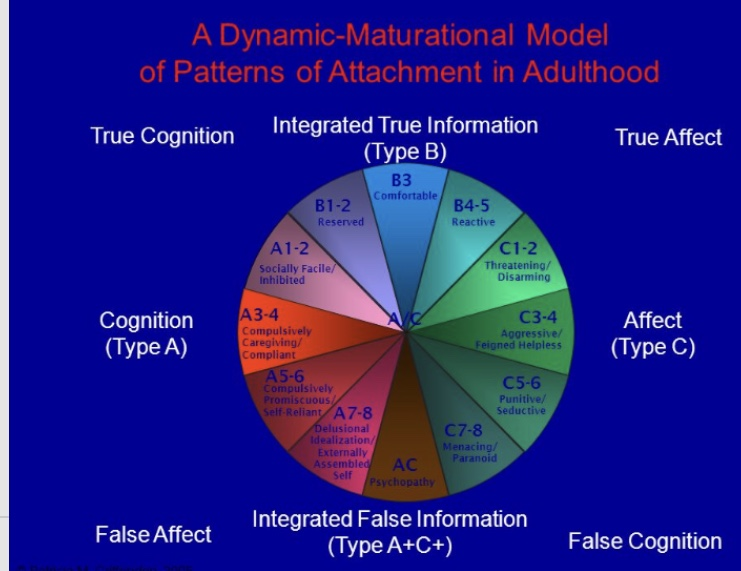 A Dynamic-Maturational Model
of Patterns of Attachment in Adulthood
True Cognition
Integrated True Information
(Type B)
True Affect
B3
Comfortable
B1-2
Reserved
B4-5
Reactive
A1-2
Socially Facile/
Inhibited
C1-2
Threatening/
Disarming
Cognition
(Type A)
A3-4
Compulsively
Caregiving/
Compliant
A/C
C3-4
Aggressive/
Feigned Helpless
Affect
(Type C)
A5-6
Compulsively
Promiscuous/
Self-Reliant
C5-6
Punitive/
Seductive
A7-8
Delusional
Idealization/
Externally
Assembled
Self
C7-8
Menacing/
Paranoid
AC
Psychopathy
False Affect
Integrated False Information
(Type A+C+)
False Cognition